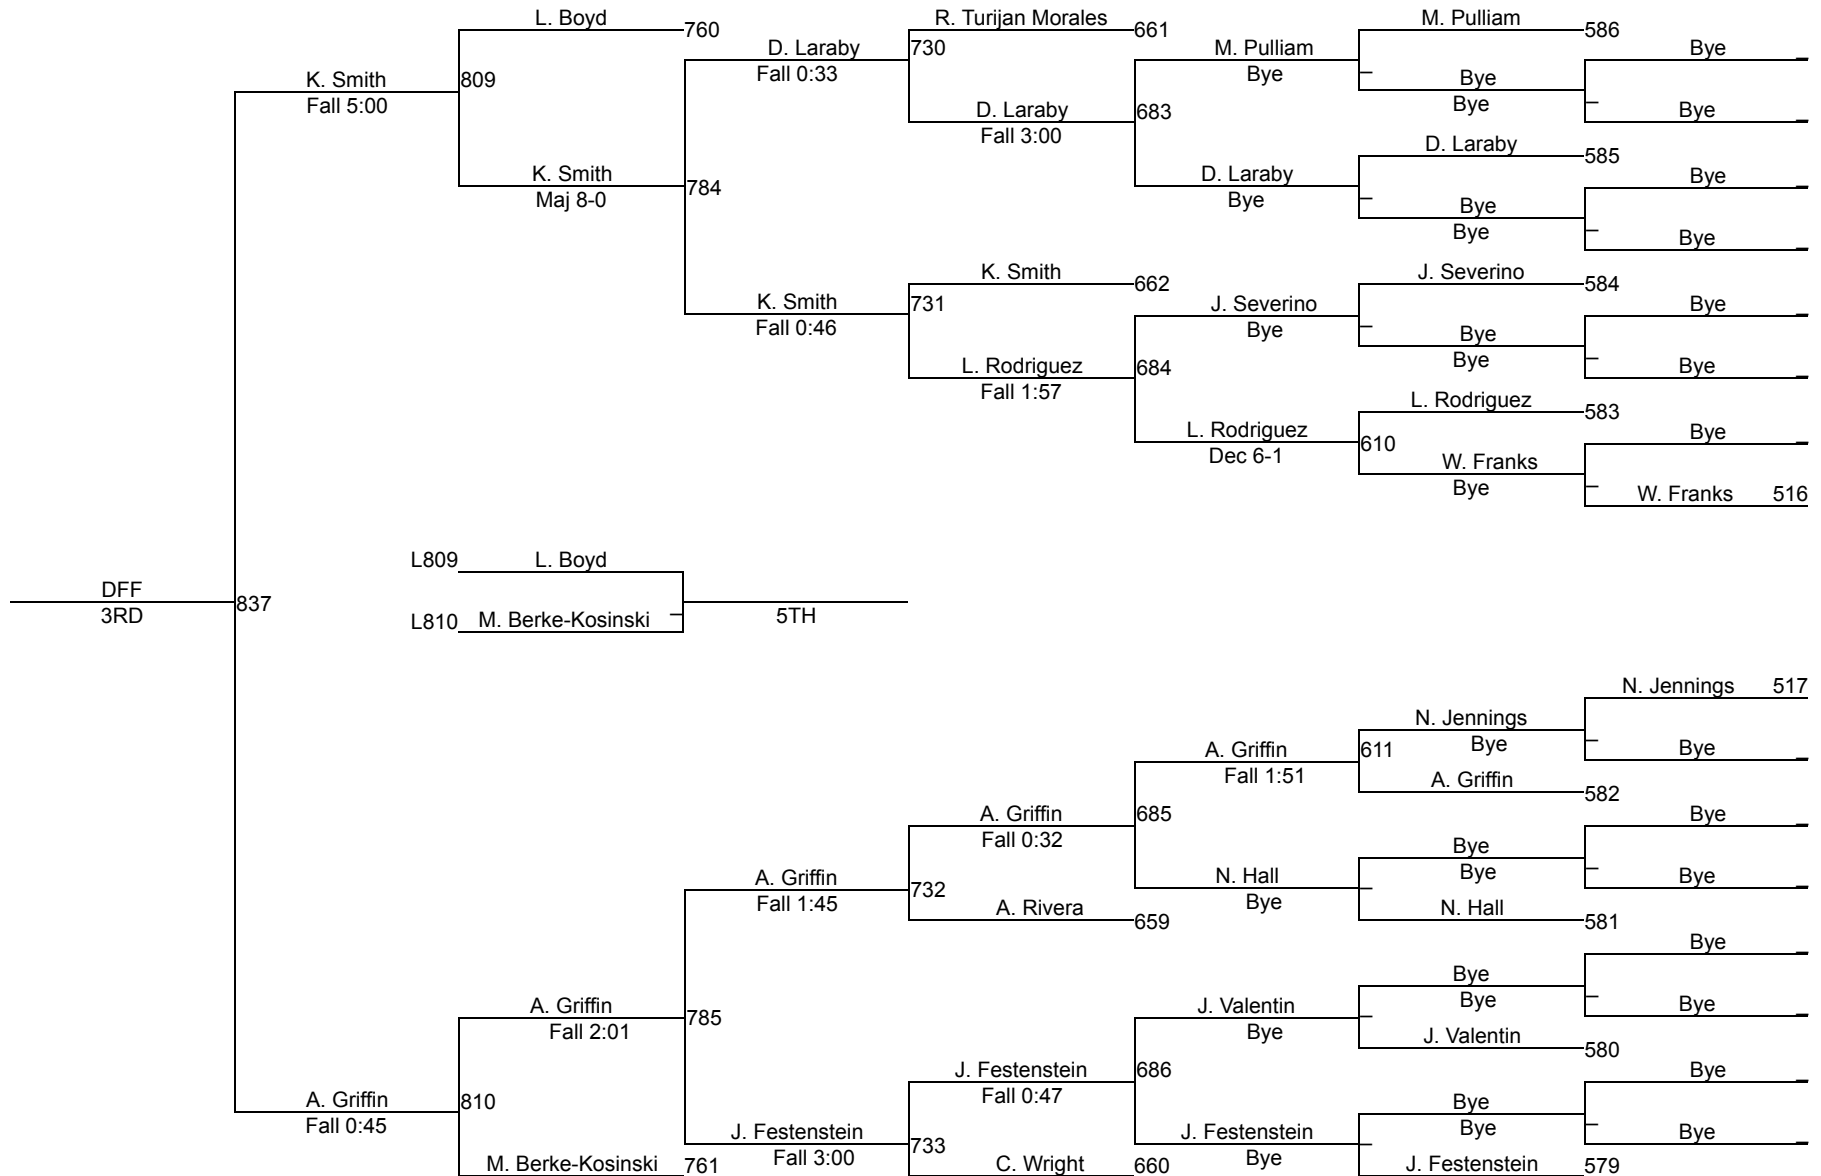 L. Boyd
760
R. Turijan Morales
661
M. Pulliam
586
D. Laraby
Fall 0:33
730
M. Pulliam
Bye
Bye
K. Smith
Fall 5:00
809
Bye
Bye
D. Laraby
Fall 3:00
683
Bye
D. Laraby
585
K. Smith
Maj 8-0
784
D. Laraby
Bye
Bye
Bye
Bye
Bye
K. Smith
662
J. Severino
584
K. Smith
Fall 0:46
731
J. Severino
Bye
Bye
Bye
Bye
L. Rodriguez
Fall 1:57
684
Bye
L. Rodriguez
583
L. Rodriguez
Dec 6-1
610
Bye
W. Franks
Bye
W. Franks 516
L809 L. Boyd
DFF
3RD
837
5TH
L810 M. Berke-Kosinski
N. Jennings 517
N. Jennings
Bye
A. Griffin
Fall 1:51
611
Bye
A. Griffin
582
A. Griffin
Fall 0:32
685
Bye
Bye
Bye
A. Griffin
Fall 1:45
732
N. Hall
Bye
Bye
A. Rivera
659
N. Hall
581
Bye
Bye
Bye
A. Griffin
Fall 2:01
785
J. Valentin
Bye
Bye
J. Valentin
580
J. Festenstein
Fall 0:47
686
Bye
A. Griffin
Fall 0:45
810
Bye
Bye
J. Festenstein
Fall 3:00
733
J. Festenstein
Bye
Bye
M. Berke-Kosinski
761
C. Wright
660
J. Festenstein
579